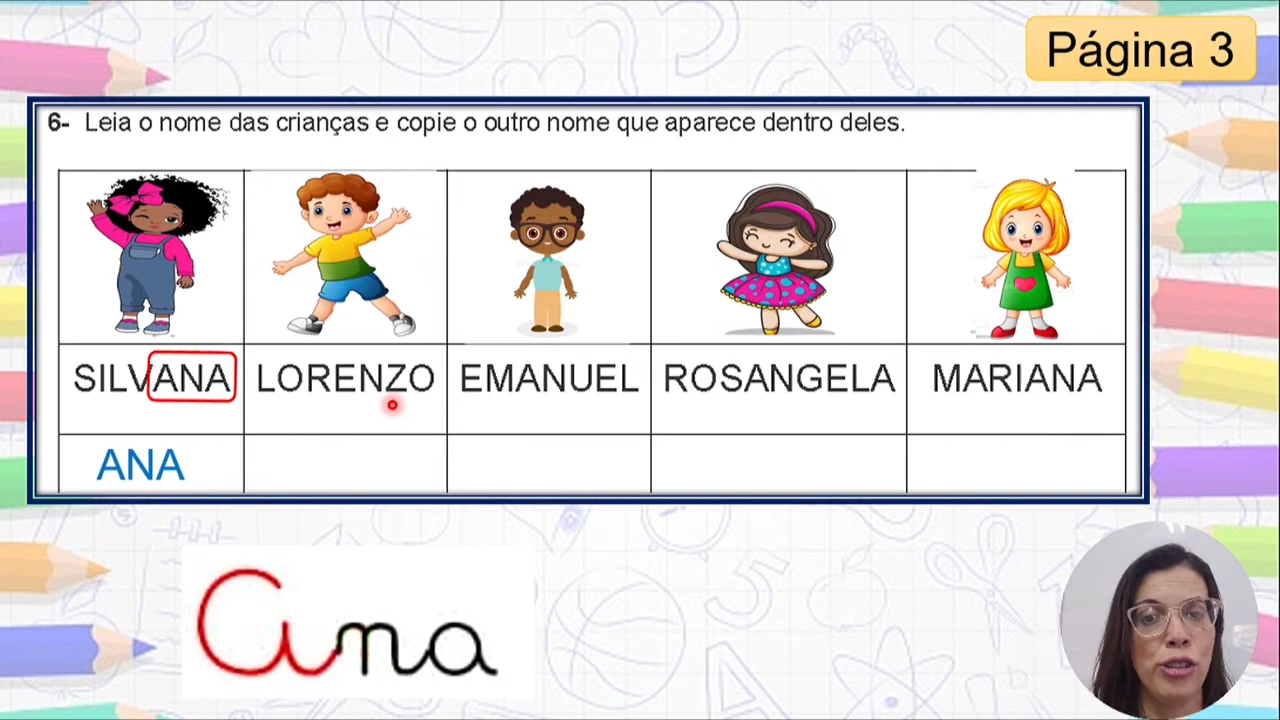 Página 3
6- Leia o nome das crianças e copie o outro nome que aparece dentro deles.
SILVANA LORENZO EMANUEL ROSANGELA MARIANA
ANA
Ana